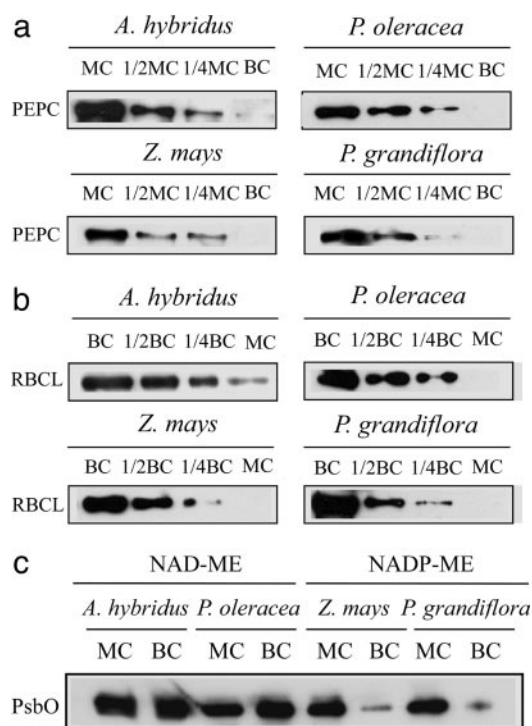 a
A. hybridus P. oleracea
MC 1/2MC 1/4MC BC MC 1/2MC 1/4MC BC
PEPC
Z. mays P. grandiflora
MC 1/2MC 1/4MC BC MC 1/2MC 1/4MC BC
PEPC
b
A. hybridus P. oleracea
BC 1/2BC 1/4BC MC BC 1/2BC 1/4BC MC
RBCL
Z. mays P. grandiflora
BC 1/2BC 1/4BC MC BC 1/2BC 1/4BC MC
RBCL
c
NAD-ME NADP-ME
A. hybridus P. oleracea Z. mays P. grandiflora
MC BC MC BC MC BC MC BC
PsbO